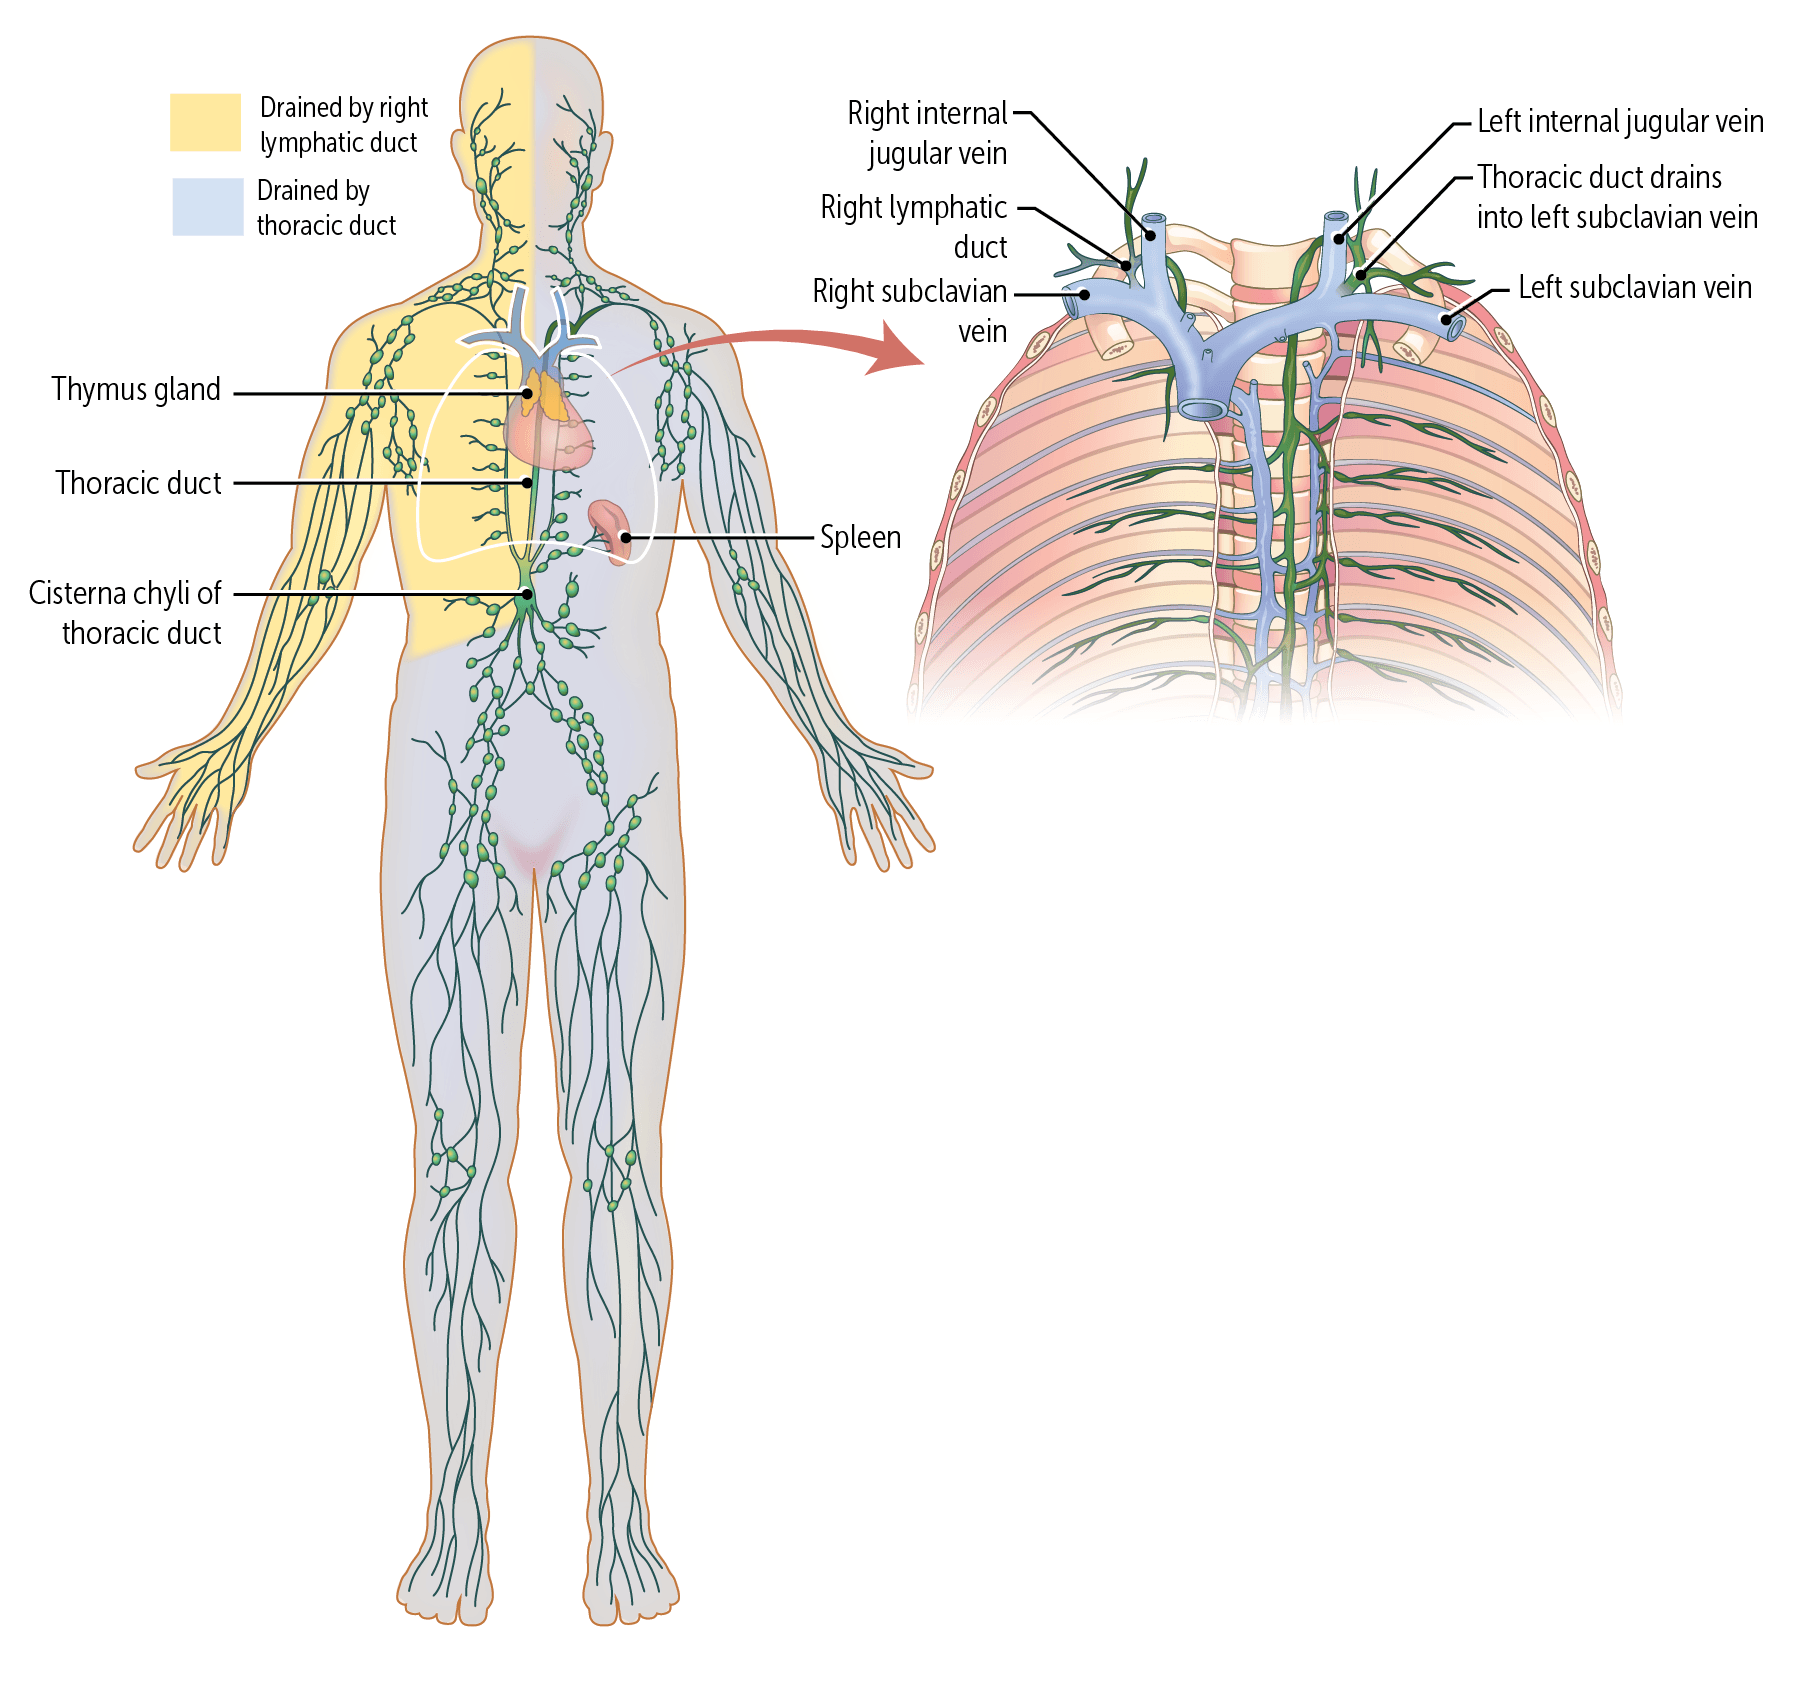 Drained by right
lymphatic duct
Drained by
thoracic duct
Thymus gland
Thoracic duct
Cisterna chyli of
thoracic duct
Spleen
Right internal
jugular vein
Right lymphatic
duct
Right subclavian
vein
Left internal jugular vein
Thoracic duct drains
into left subclavian vein
Left subclavian vein